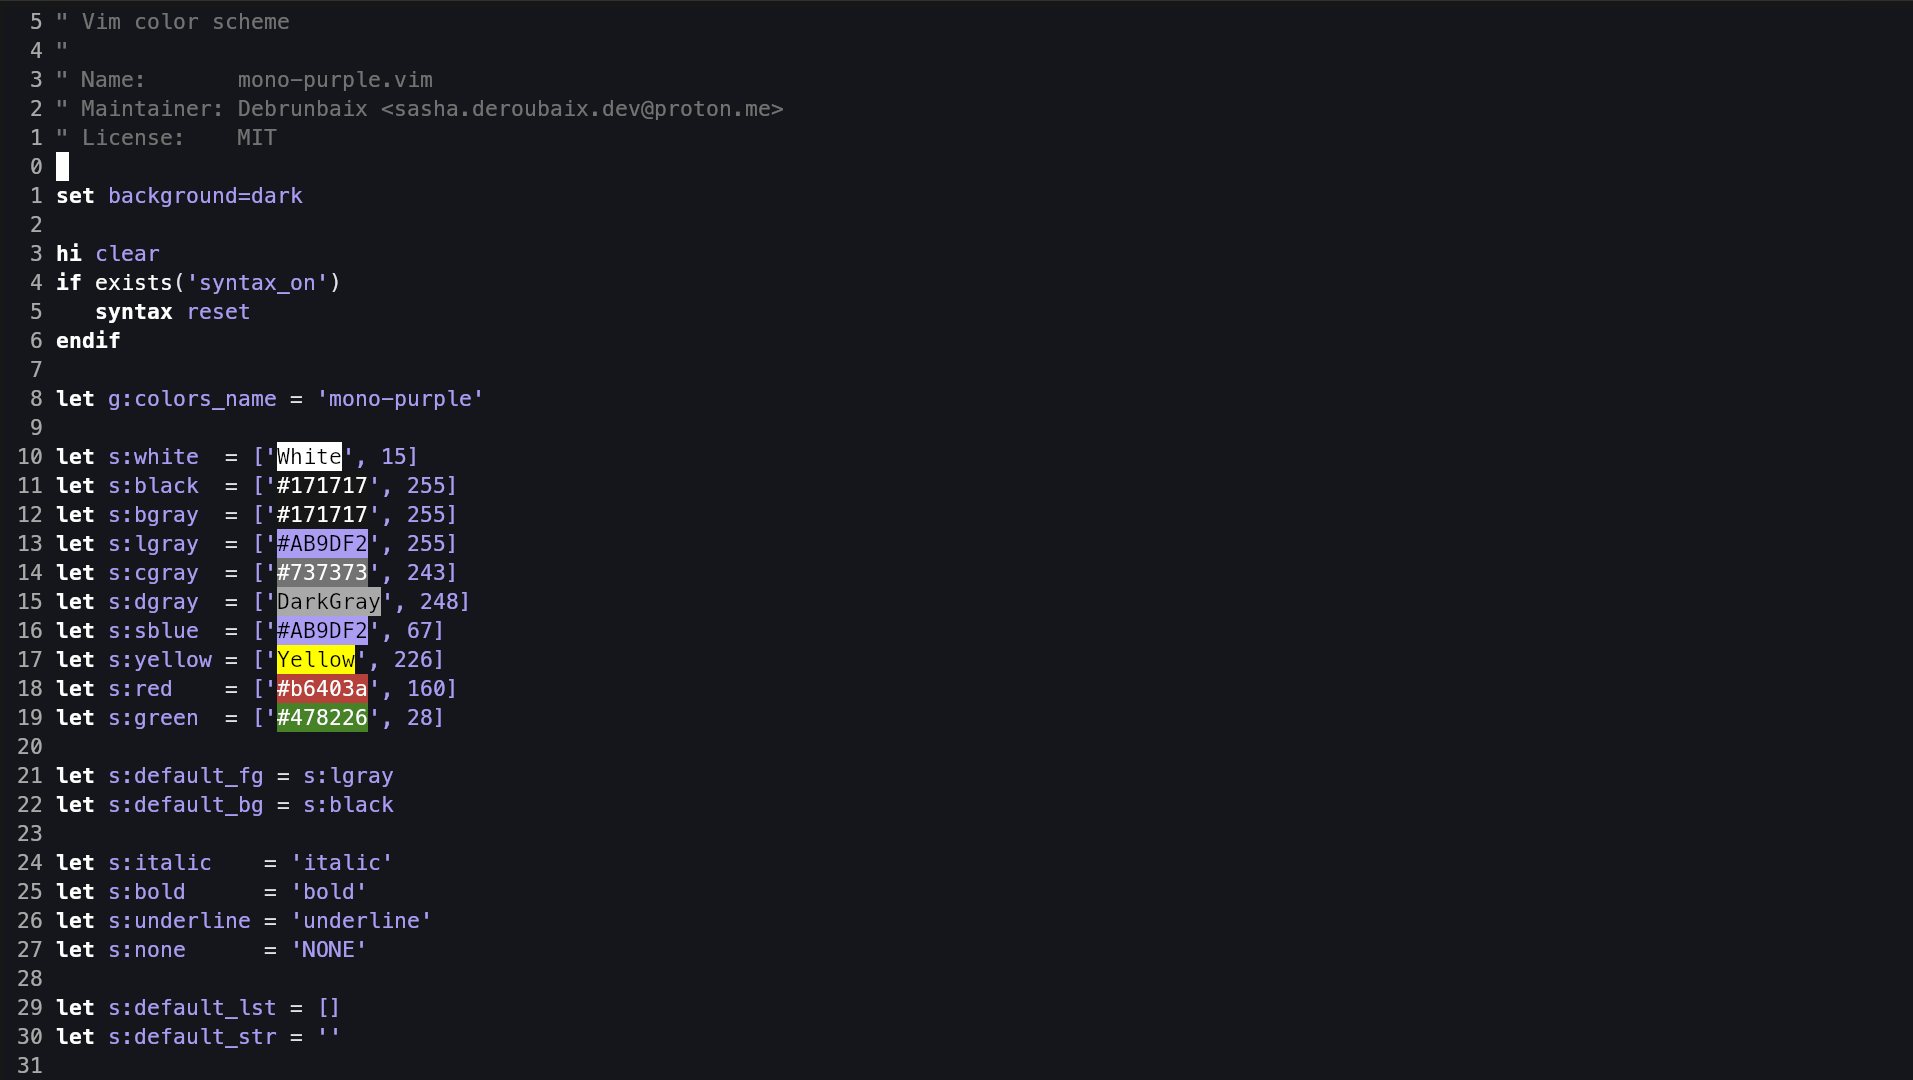 5 " Vim color scheme
4 "
3 " Name:       mono-purple.vim
2 " Maintainer: Debrunbaix <sasha.deroubaix.dev@proton.me>
1 " License:    MIT
0
1 set background=dark
2
3 hi clear
4 if exists('syntax_on')
5    syntax reset
6 endif
7
8 let g:colors_name = 'mono-purple'
9
10 let s:white  = ['White', 15]
11 let s:black  = ['#171717', 255]
12 let s:bgray  = ['#171717', 255]
13 let s:lgray  = ['#AB9DF2', 255]
14 let s:cgray  = ['#737373', 243]
15 let s:dgray  = ['DarkGray', 248]
16 let s:sblue  = ['#AB9DF2', 67]
17 let s:yellow = ['Yellow', 226]
18 let s:red    = ['#b6403a', 160]
19 let s:green  = ['#478226', 28]
20
21 let s:default_fg = s:lgray
22 let s:default_bg = s:black
23
24 let s:italic    = 'italic'
25 let s:bold      = 'bold'
26 let s:underline = 'underline'
27 let s:none      = 'NONE'
28
29 let s:default_lst = []
30 let s:default_str = ''
31